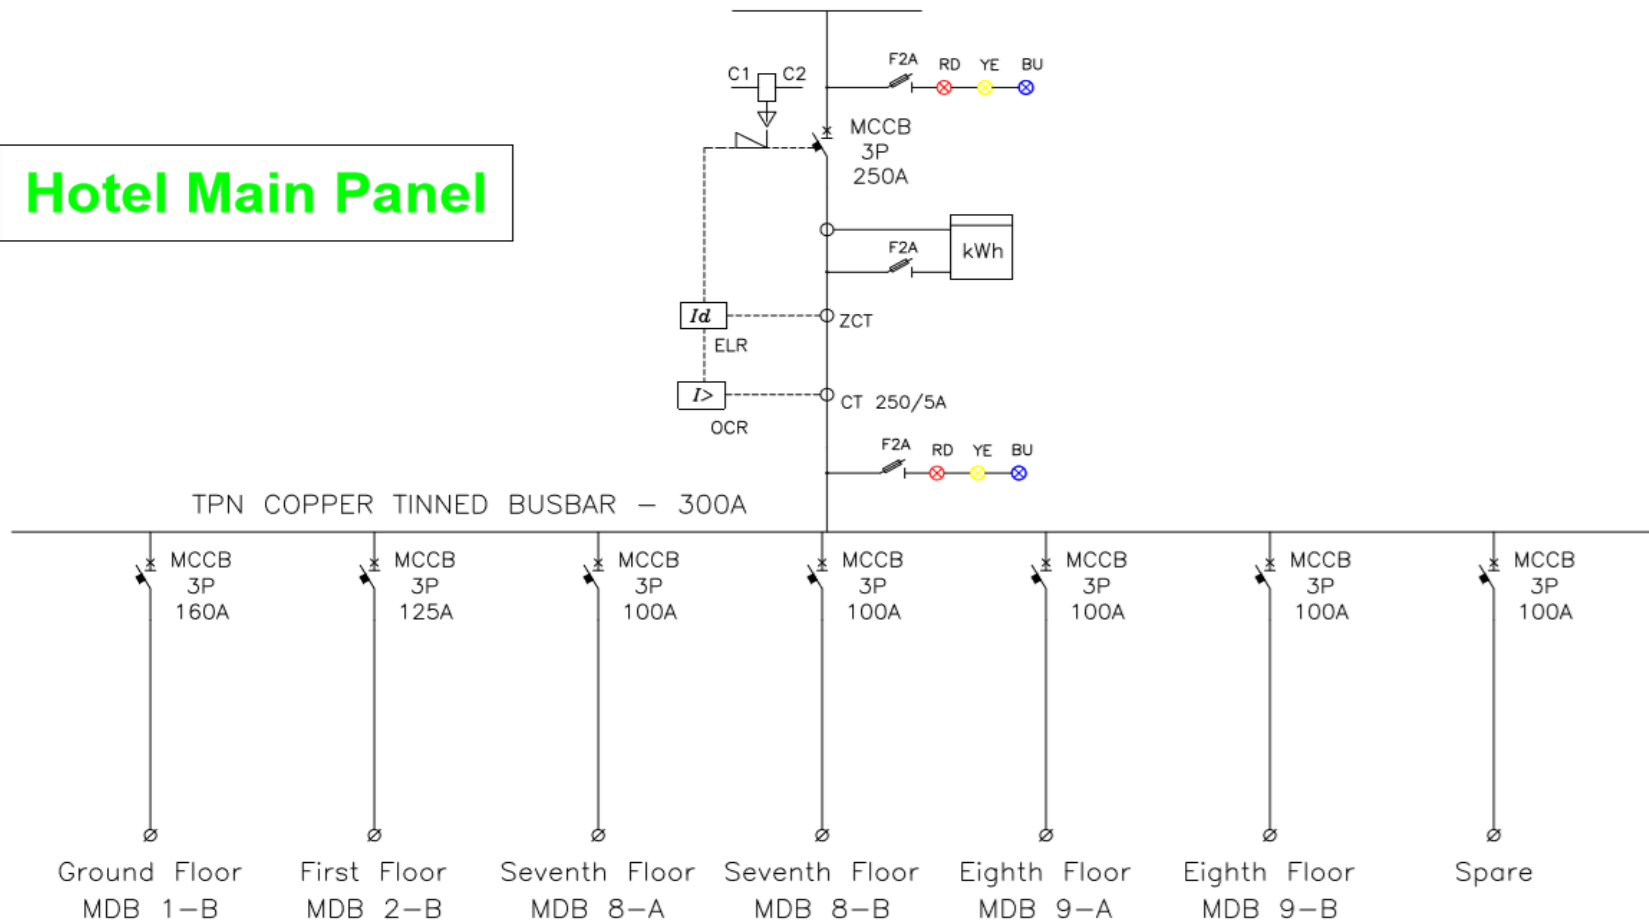 F2A RD YE BU
C1 C2
MCCB
3P
250A
Hotel Main Panel
F2A
kWh
Id
ZCT
ELR
I>
CT 250/5A
OCR
F2A RD YE BU
TPN COPPER TINNED BUSBAR - 300A
MCCB
3P
160A
MCCB
3P
125A
MCCB
3P
100A
MCCB
3P
100A
MCCB
3P
100A
MCCB
3P
100A
MCCB
3P
100A
Ground Floor
MDB 1-B
First Floor
MDB 2-B
Seventh Floor
MDB 8-A
Seventh Floor
MDB 8-B
Eighth Floor
MDB 9-A
Eighth Floor
MDB 9-B
Spare